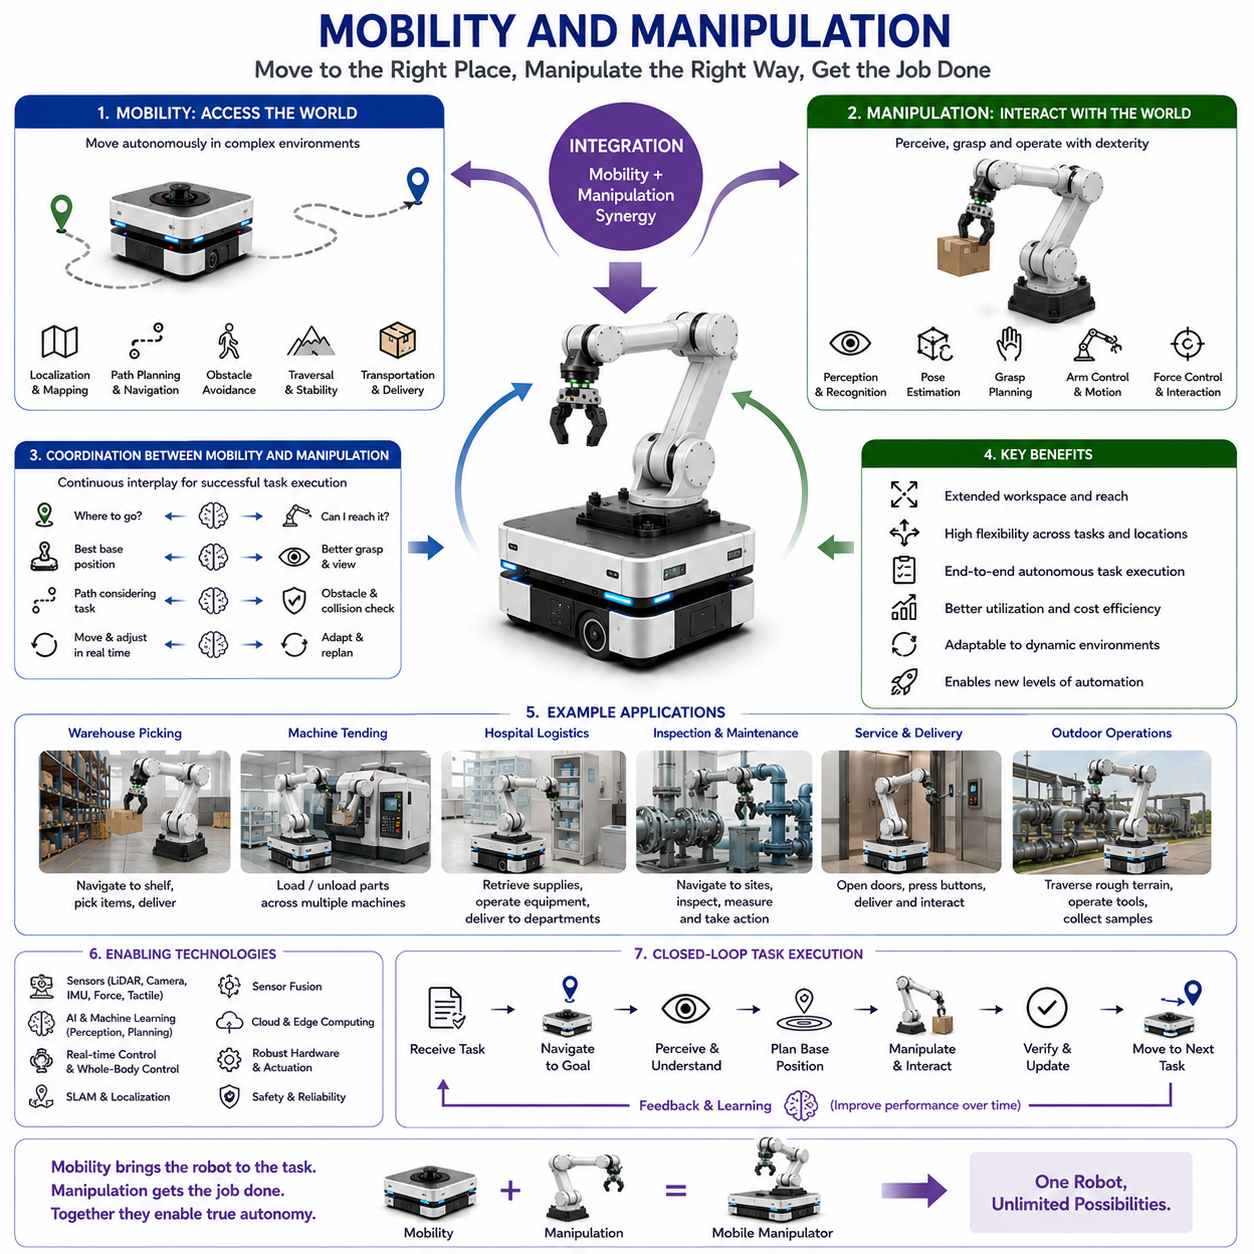 MOBILITY AND MANIPULATION
Move to the Right Place, Manipulate the Right Way, Get the Job Done
1. MOBILITY: ACCESS THE WORLD
Move autonomously in complex environments
Localization
& Mapping
Path Planning
& Navigation
Obstacle
Avoidance
Traversal
& Stability
Transportation
& Delivery
INTEGRATION
Mobility +
Manipulation
Synergy
2. MANIPULATION: INTERACT WITH THE WORLD
Perceive, grasp and operate with dexterity
Perception
& Recognition
Pose
Estimation
Grasp
Planning
Arm Control
& Motion
Force Control
& Interaction
3. COORDINATION BETWEEN MOBILITY AND MANIPULATION
Continuous interplay for successful task execution
Where to go?
Can I reach it?
Best base
position
Better grasp
& view
Path considering
task
Obstacle &
collision check
Move & adjust
in real time
Adapt &
replan
4. KEY BENEFITS
Extended workspace and reach
High flexibility across tasks and locations
End-to-end autonomous task execution
Better utilization and cost efficiency
Adaptable to dynamic environments
Enables new levels of automation
5. EXAMPLE APPLICATIONS
Warehouse Picking
Navigate to shelf,
pick items, deliver
Machine Tending
Load / unload parts
across multiple machines
Hospital Logistics
Retrieve supplies,
operate equipment,
deliver to departments
Inspection & Maintenance
Navigate to sites,
inspect, measure
and take action
Service & Delivery
Open doors, press buttons,
deliver and interact
Outdoor Operations
Traverse rough terrain,
operate tools,
collect samples
6. ENABLING TECHNOLOGIES
Sensors (LiDAR, Camera,
IMU, Force, Tactile)
Sensor Fusion
AI & Machine Learning
(Perception, Planning)
Cloud & Edge Computing
Real-time Control
& Whole-Body Control
Robust Hardware
& Actuation
SLAM & Localization
Safety & Reliability
7. CLOSED-LOOP TASK EXECUTION
Receive Task
Navigate
to Goal
Perceive &
Understand
Plan Base
Position
Manipulate
& Interact
Verify &
Update
Move to Next
Task
Feedback & Learning
(Improve performance over time)
Mobility brings the robot to the task.
Manipulation gets the job done.
Together they enable true autonomy.
Mobility
+
Manipulation
=
Mobile Manipulator
One Robot,
Unlimited Possibilities.